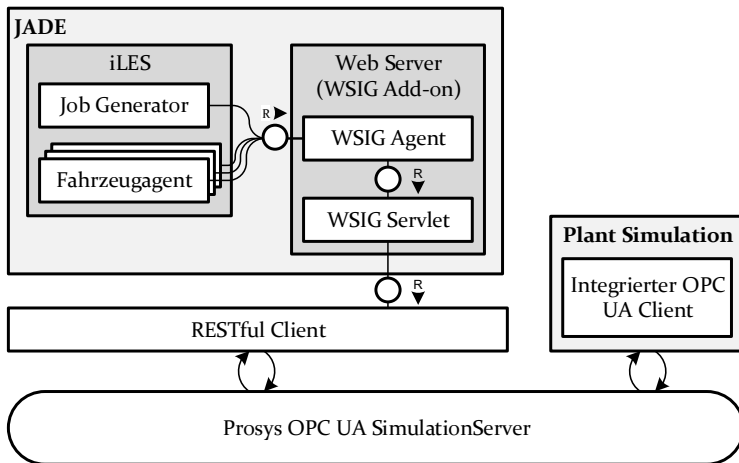 JADE
iLES
Job Generator
Fahrzeugagent
R
Web Server
(WSIG Add-on)
WSIG Agent
R
WSIG Servlet
R
RESTful Client
Plant Simulation
Integrierter OPC
UA Client
Prosys OPC UA SimulationServer